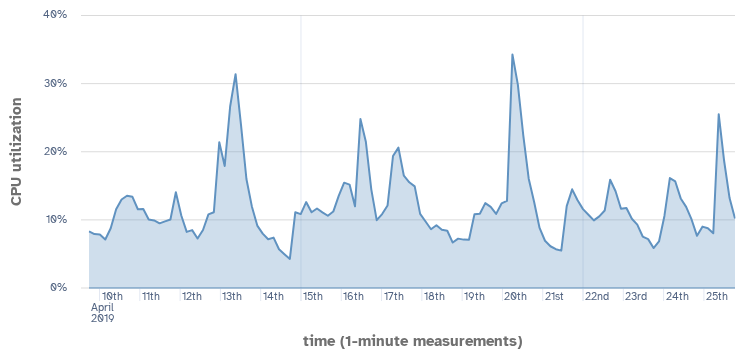 40%
30%
20%
10%
0%
CPU utilization
10th 11th 12th 13th 14th 15th 16th 17th 18th 19th 20th 21st 22nd 23rd 24th 25th
April
2019
time (1-minute measurements)